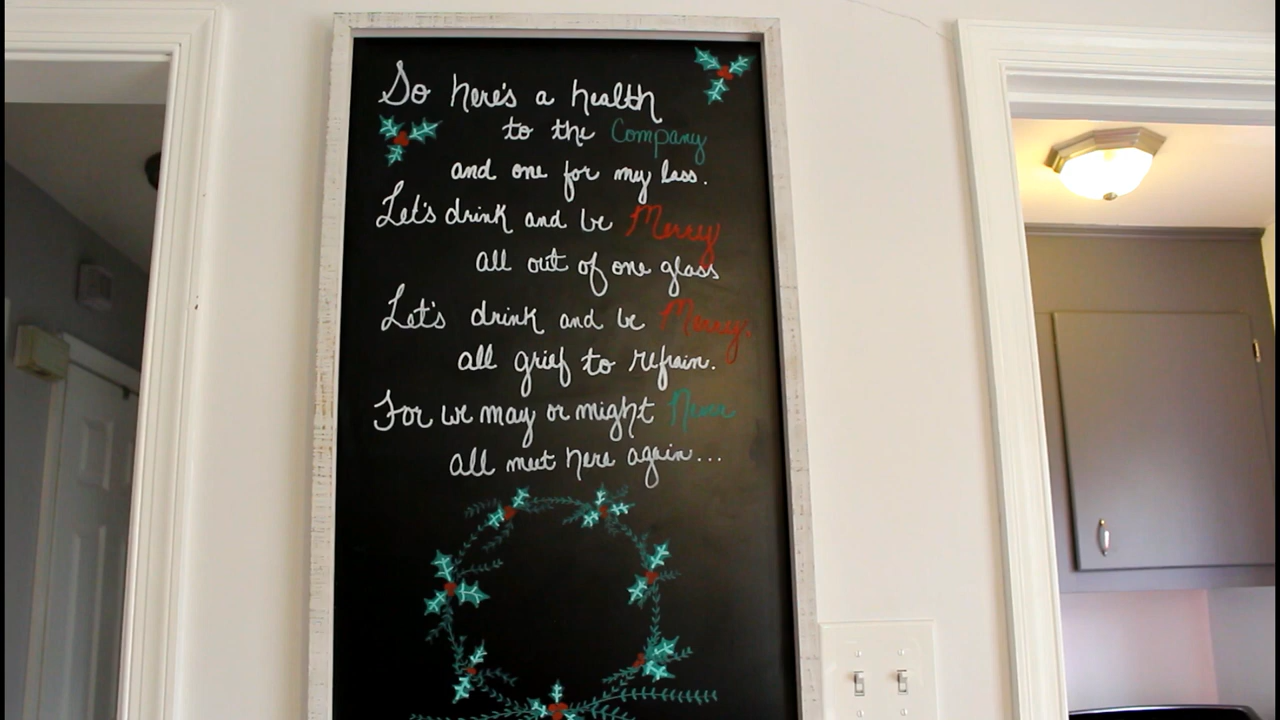 So here's a health
to the Company
and one for my lass.
Let's drink and be Merry
all out of one glass
Let's drink and be Merry,
all grief to refrain.
For we may or might Never
all meet here again...